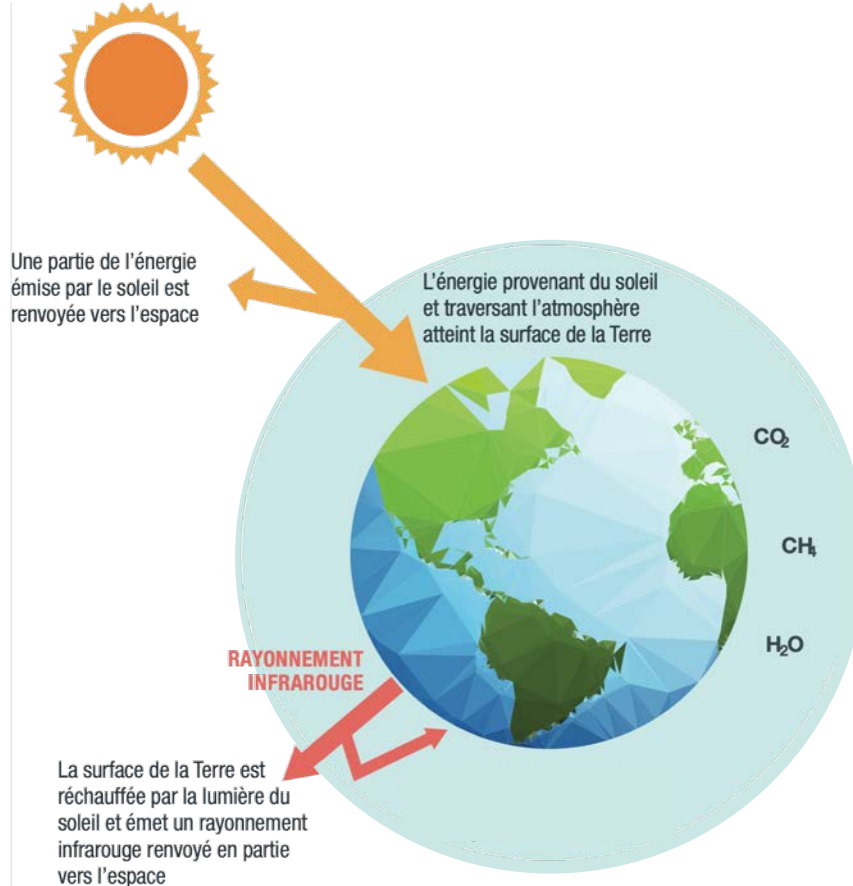 Une partie de l’énergie
émise par le soleil est
renvoyée vers l’espace
L’énergie provenant du soleil
et traversant l’atmosphère
atteint la surface de la Terre
CO₂
CH₄
H₂O
RAYONNEMENT
INFRAROUGE
La surface de la Terre est
réchauffée par la lumière du
soleil et émet un rayonnement
infrarouge renvoyé en partie
vers l’espace